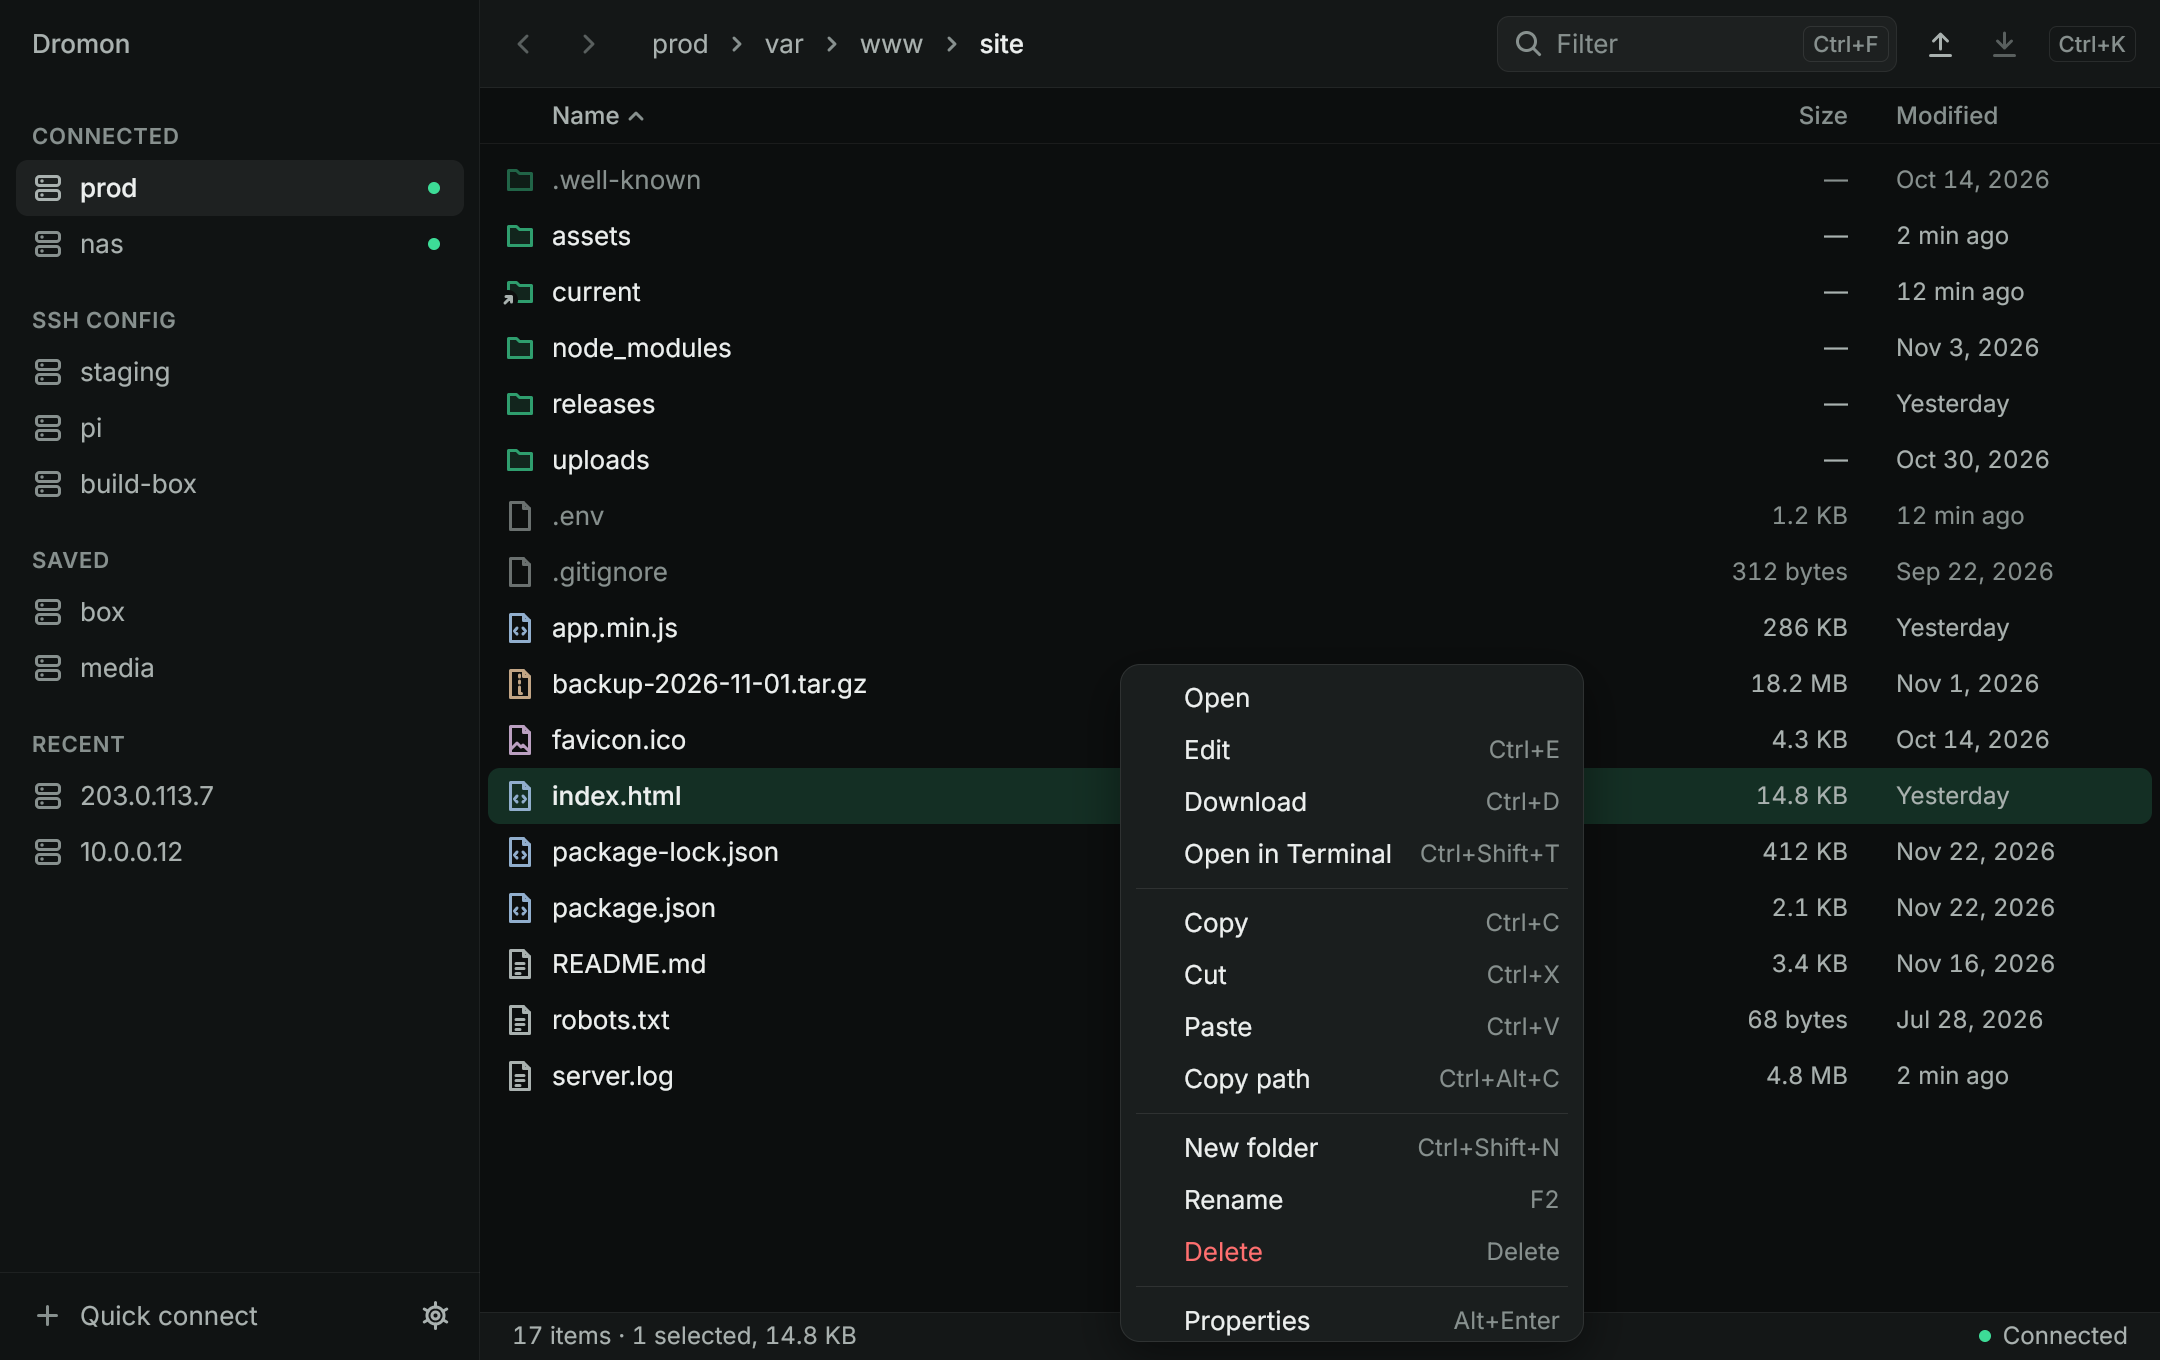 Dromon
CONNECTED
prod
nas
SSH CONFIG
staging
pi
build-box
SAVED
box
media
RECENT
203.0.113.7
10.0.0.12
Quick connect
prod > var > www > site
Filter Ctrl+F
Ctrl+K
Name Size Modified
.well-known — Oct 14, 2026
assets — 2 min ago
current — 12 min ago
node_modules — Nov 3, 2026
releases — Yesterday
uploads — Oct 30, 2026
.env 1.2 KB 12 min ago
.gitignore 312 bytes Sep 22, 2026
app.min.js 286 KB Yesterday
backup-2026-11-01.tar.gz 18.2 MB Nov 1, 2026
favicon.ico 4.3 KB Oct 14, 2026
index.html 14.8 KB Yesterday
package-lock.json 412 KB Nov 22, 2026
package.json 2.1 KB Nov 22, 2026
README.md 3.4 KB Nov 16, 2026
robots.txt 68 bytes Jul 28, 2026
server.log 4.8 MB 2 min ago
Open
Edit Ctrl+E
Download Ctrl+D
Open in Terminal Ctrl+Shift+T
Copy Ctrl+C
Cut Ctrl+X
Paste Ctrl+V
Copy path Ctrl+Alt+C
New folder Ctrl+Shift+N
Rename F2
Delete Delete
Properties Alt+Enter
17 items · 1 selected, 14.8 KB
Connected